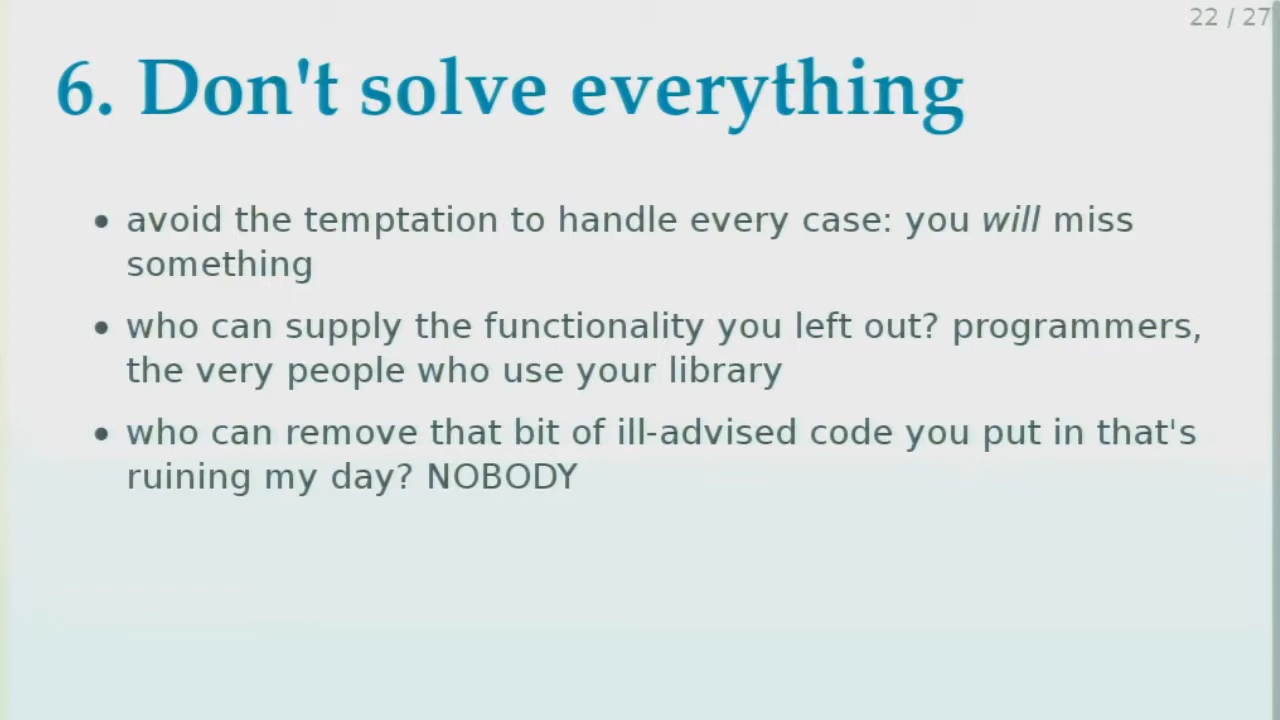 22 / 27
6. Don't solve everything
• avoid the temptation to handle every case: you will miss
something
• who can supply the functionality you left out? programmers,
the very people who use your library
• who can remove that bit of ill-advised code you put in that's
ruining my day? NOBODY